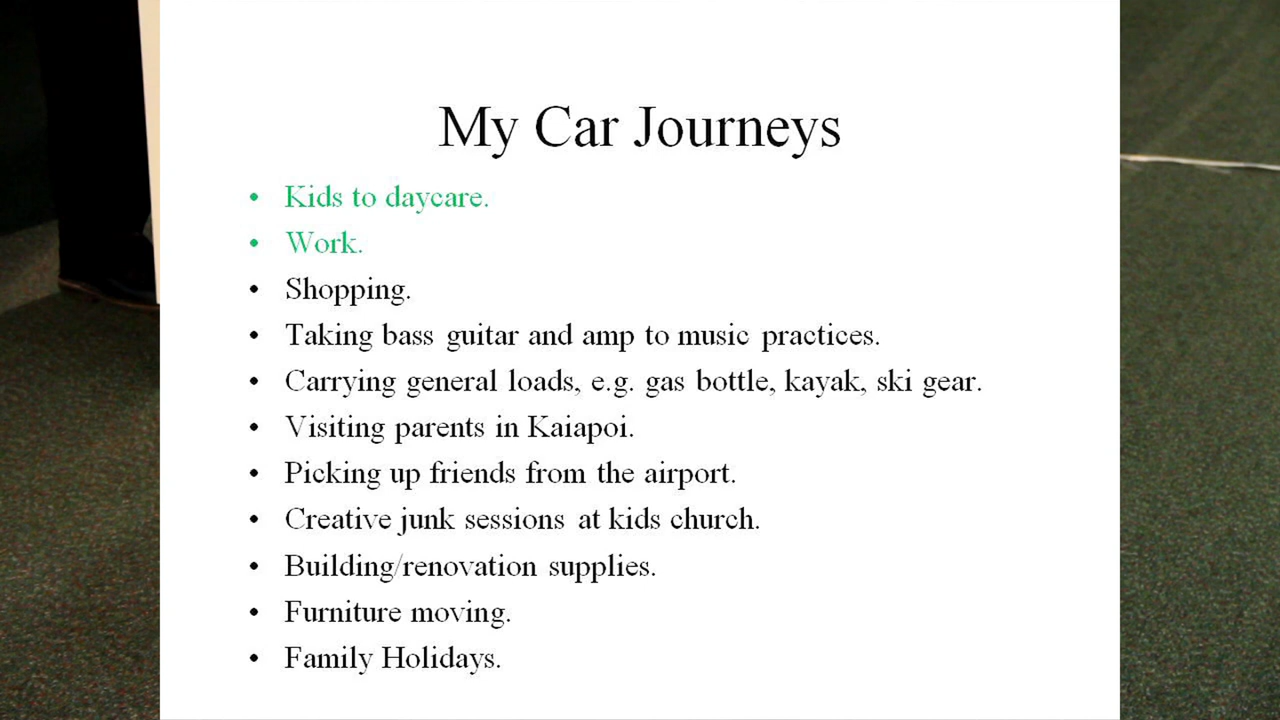 My Car Journeys
• Kids to daycare.
• Work.
• Shopping.
• Taking bass guitar and amp to music practices.
• Carrying general loads, e.g. gas bottle, kayak, ski gear.
• Visiting parents in Kaiapoi.
• Picking up friends from the airport.
• Creative junk sessions at kids church.
• Building/renovation supplies.
• Furniture moving.
• Family Holidays.